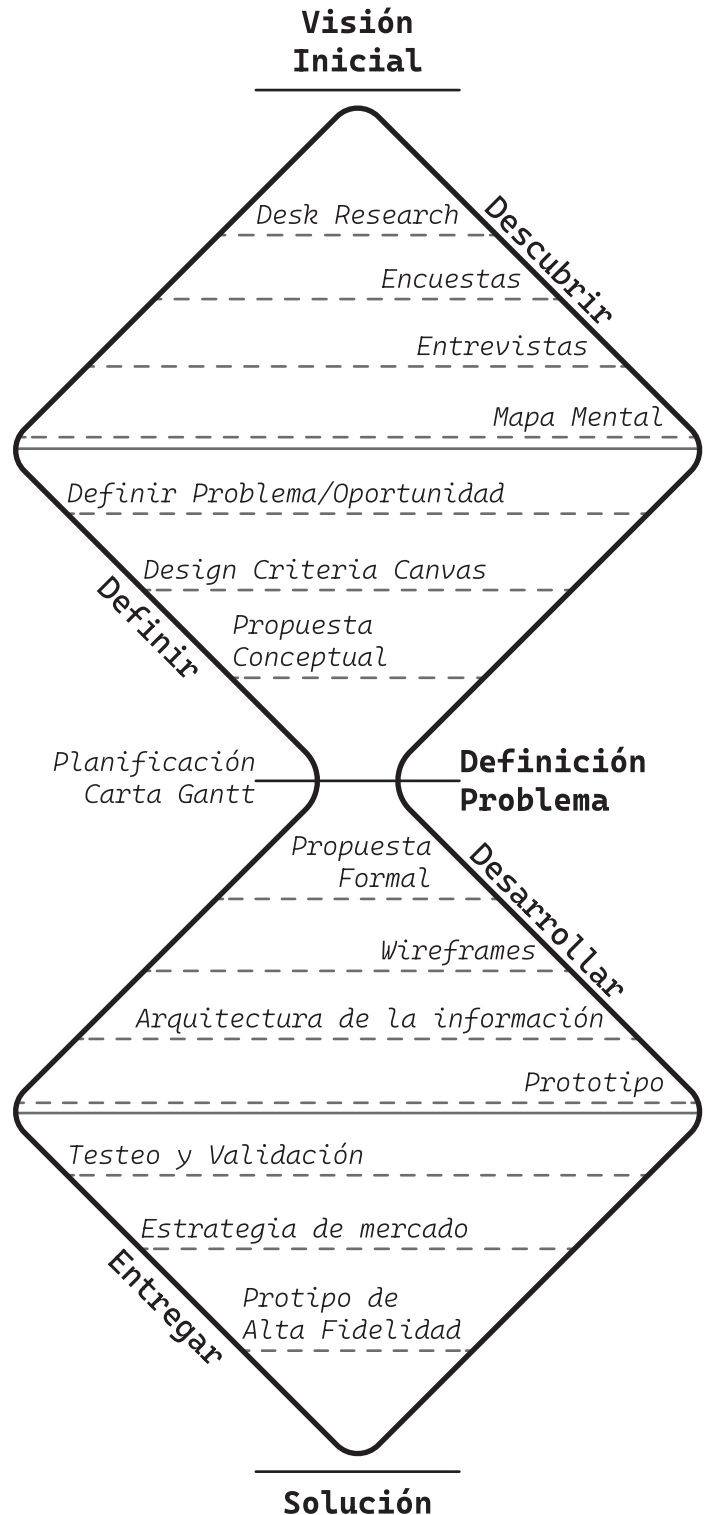 Visión
Inicial
Desk Research
Descubrir
Encuestas
Entrevistas
Mapa Mental
Definir Problema/Oportunidad
Design Criteria Canvas
Definir
Propuesta
Conceptual
Planificación
Carta Gantt
Definición
Problema
Propuesta
Formal
Desarrollar
Wireframes
Arquitectura de la información
Prototipo
Testeo y Validación
Estrategia de mercado
Entregar
Protipo de
Alta Fidelidad
Solución